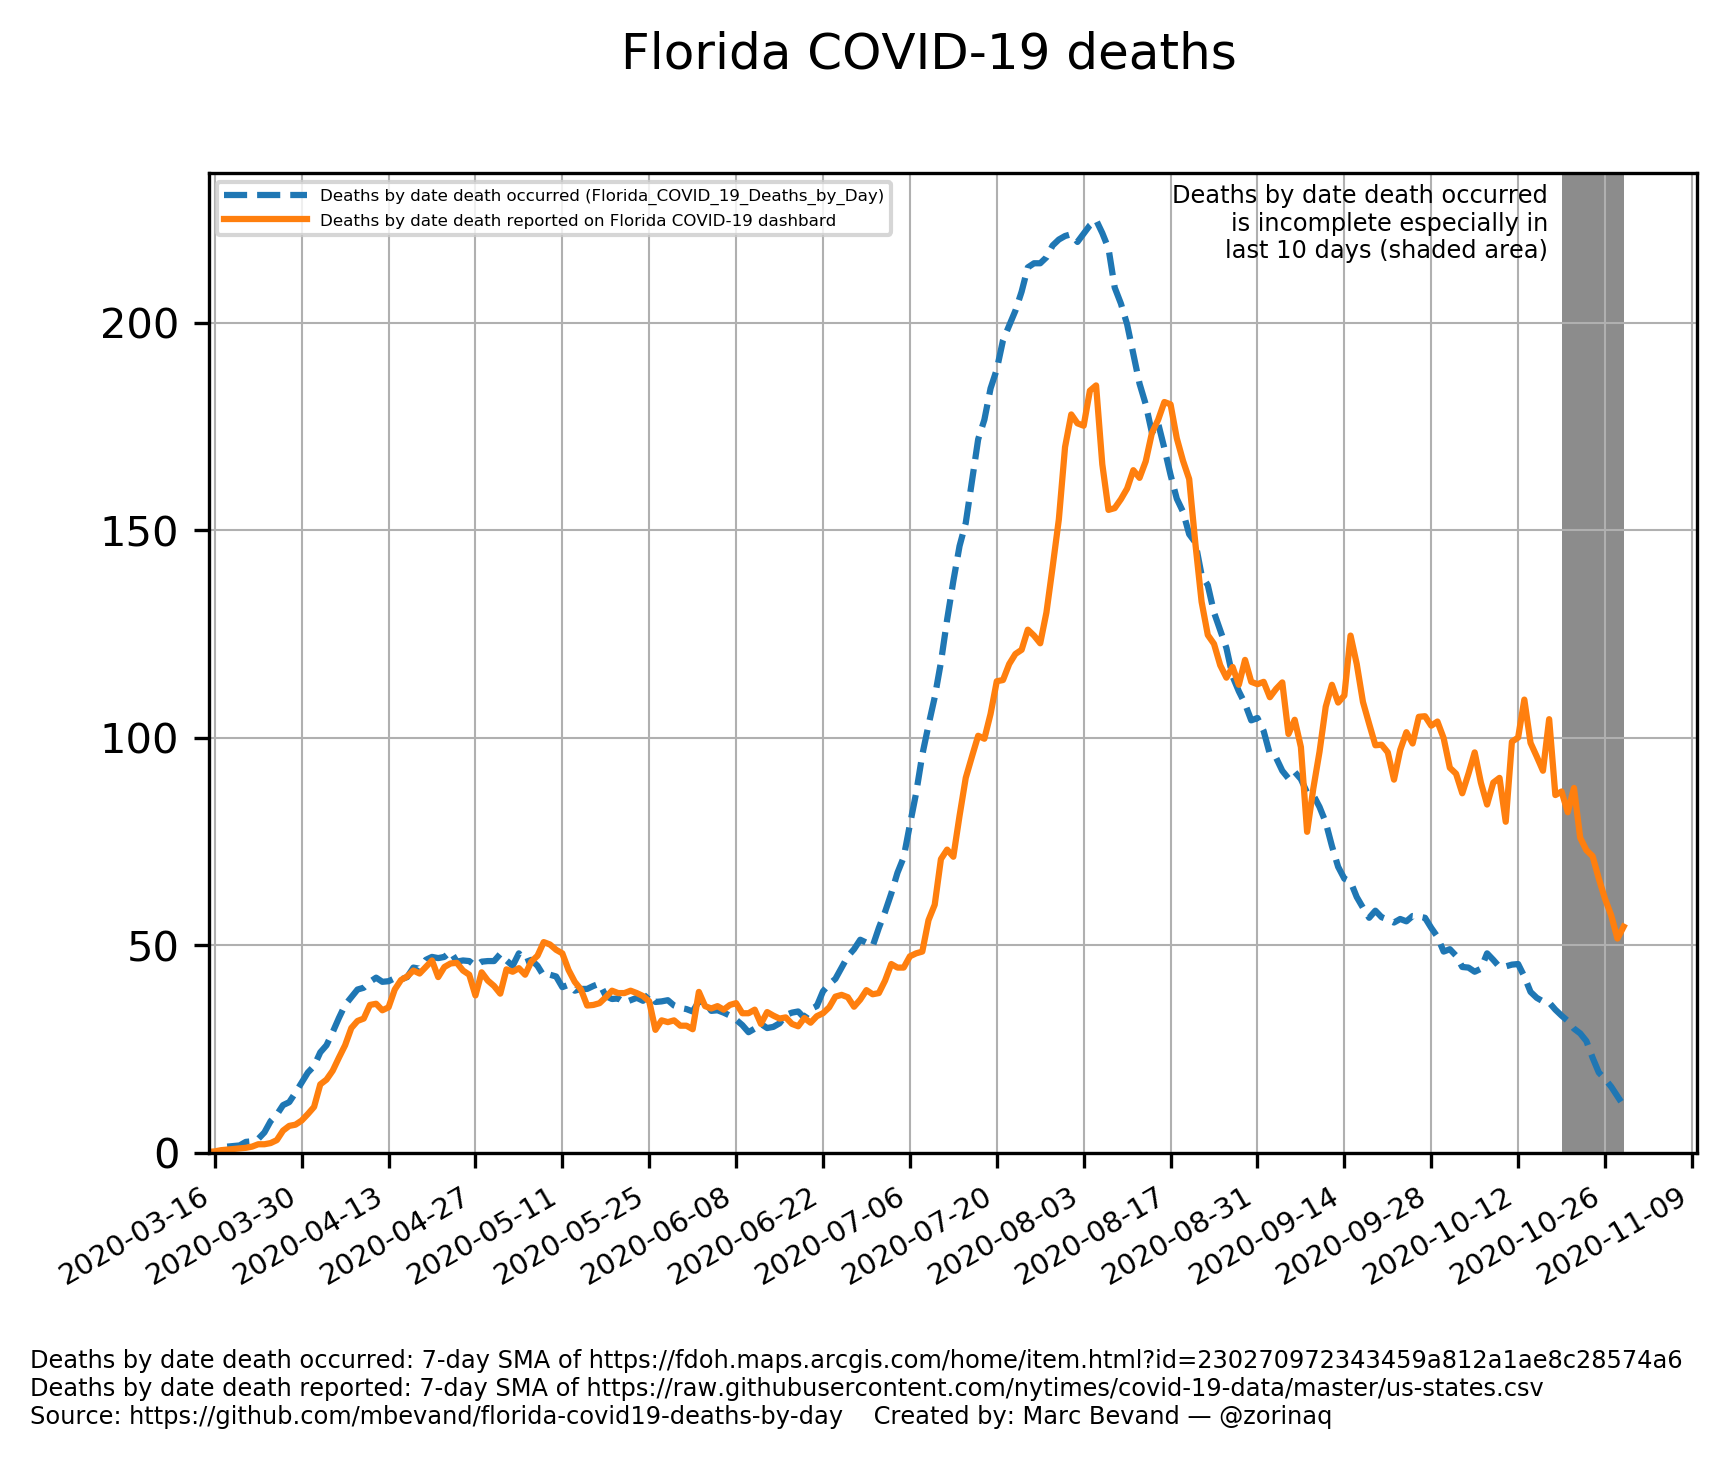 Florida COVID-19 deaths
Deaths by date death occurred (Florida_COVID_19_Deaths_by_Day)
Deaths by date death reported on Florida COVID-19 dashbard
Deaths by date death occurred
is incomplete especially in
last 10 days (shaded area)
200
150
100
50
0
2020-03-16
2020-03-30
2020-04-13
2020-04-27
2020-05-11
2020-05-25
2020-06-08
2020-06-22
2020-07-06
2020-07-20
2020-08-03
2020-08-17
2020-08-31
2020-09-14
2020-09-28
2020-10-12
2020-10-26
2020-11-09
Deaths by date death occurred: 7-day SMA of https://fdoh.maps.arcgis.com/home/item.html?id=230270972343459a812a1ae8c28574a6
Deaths by date death reported: 7-day SMA of https://raw.githubusercontent.com/nytimes/covid-19-data/master/us-states.csv
Source: https://github.com/mbevand/florida-covid19-deaths-by-day    Created by: Marc Bevand — @zorinaq